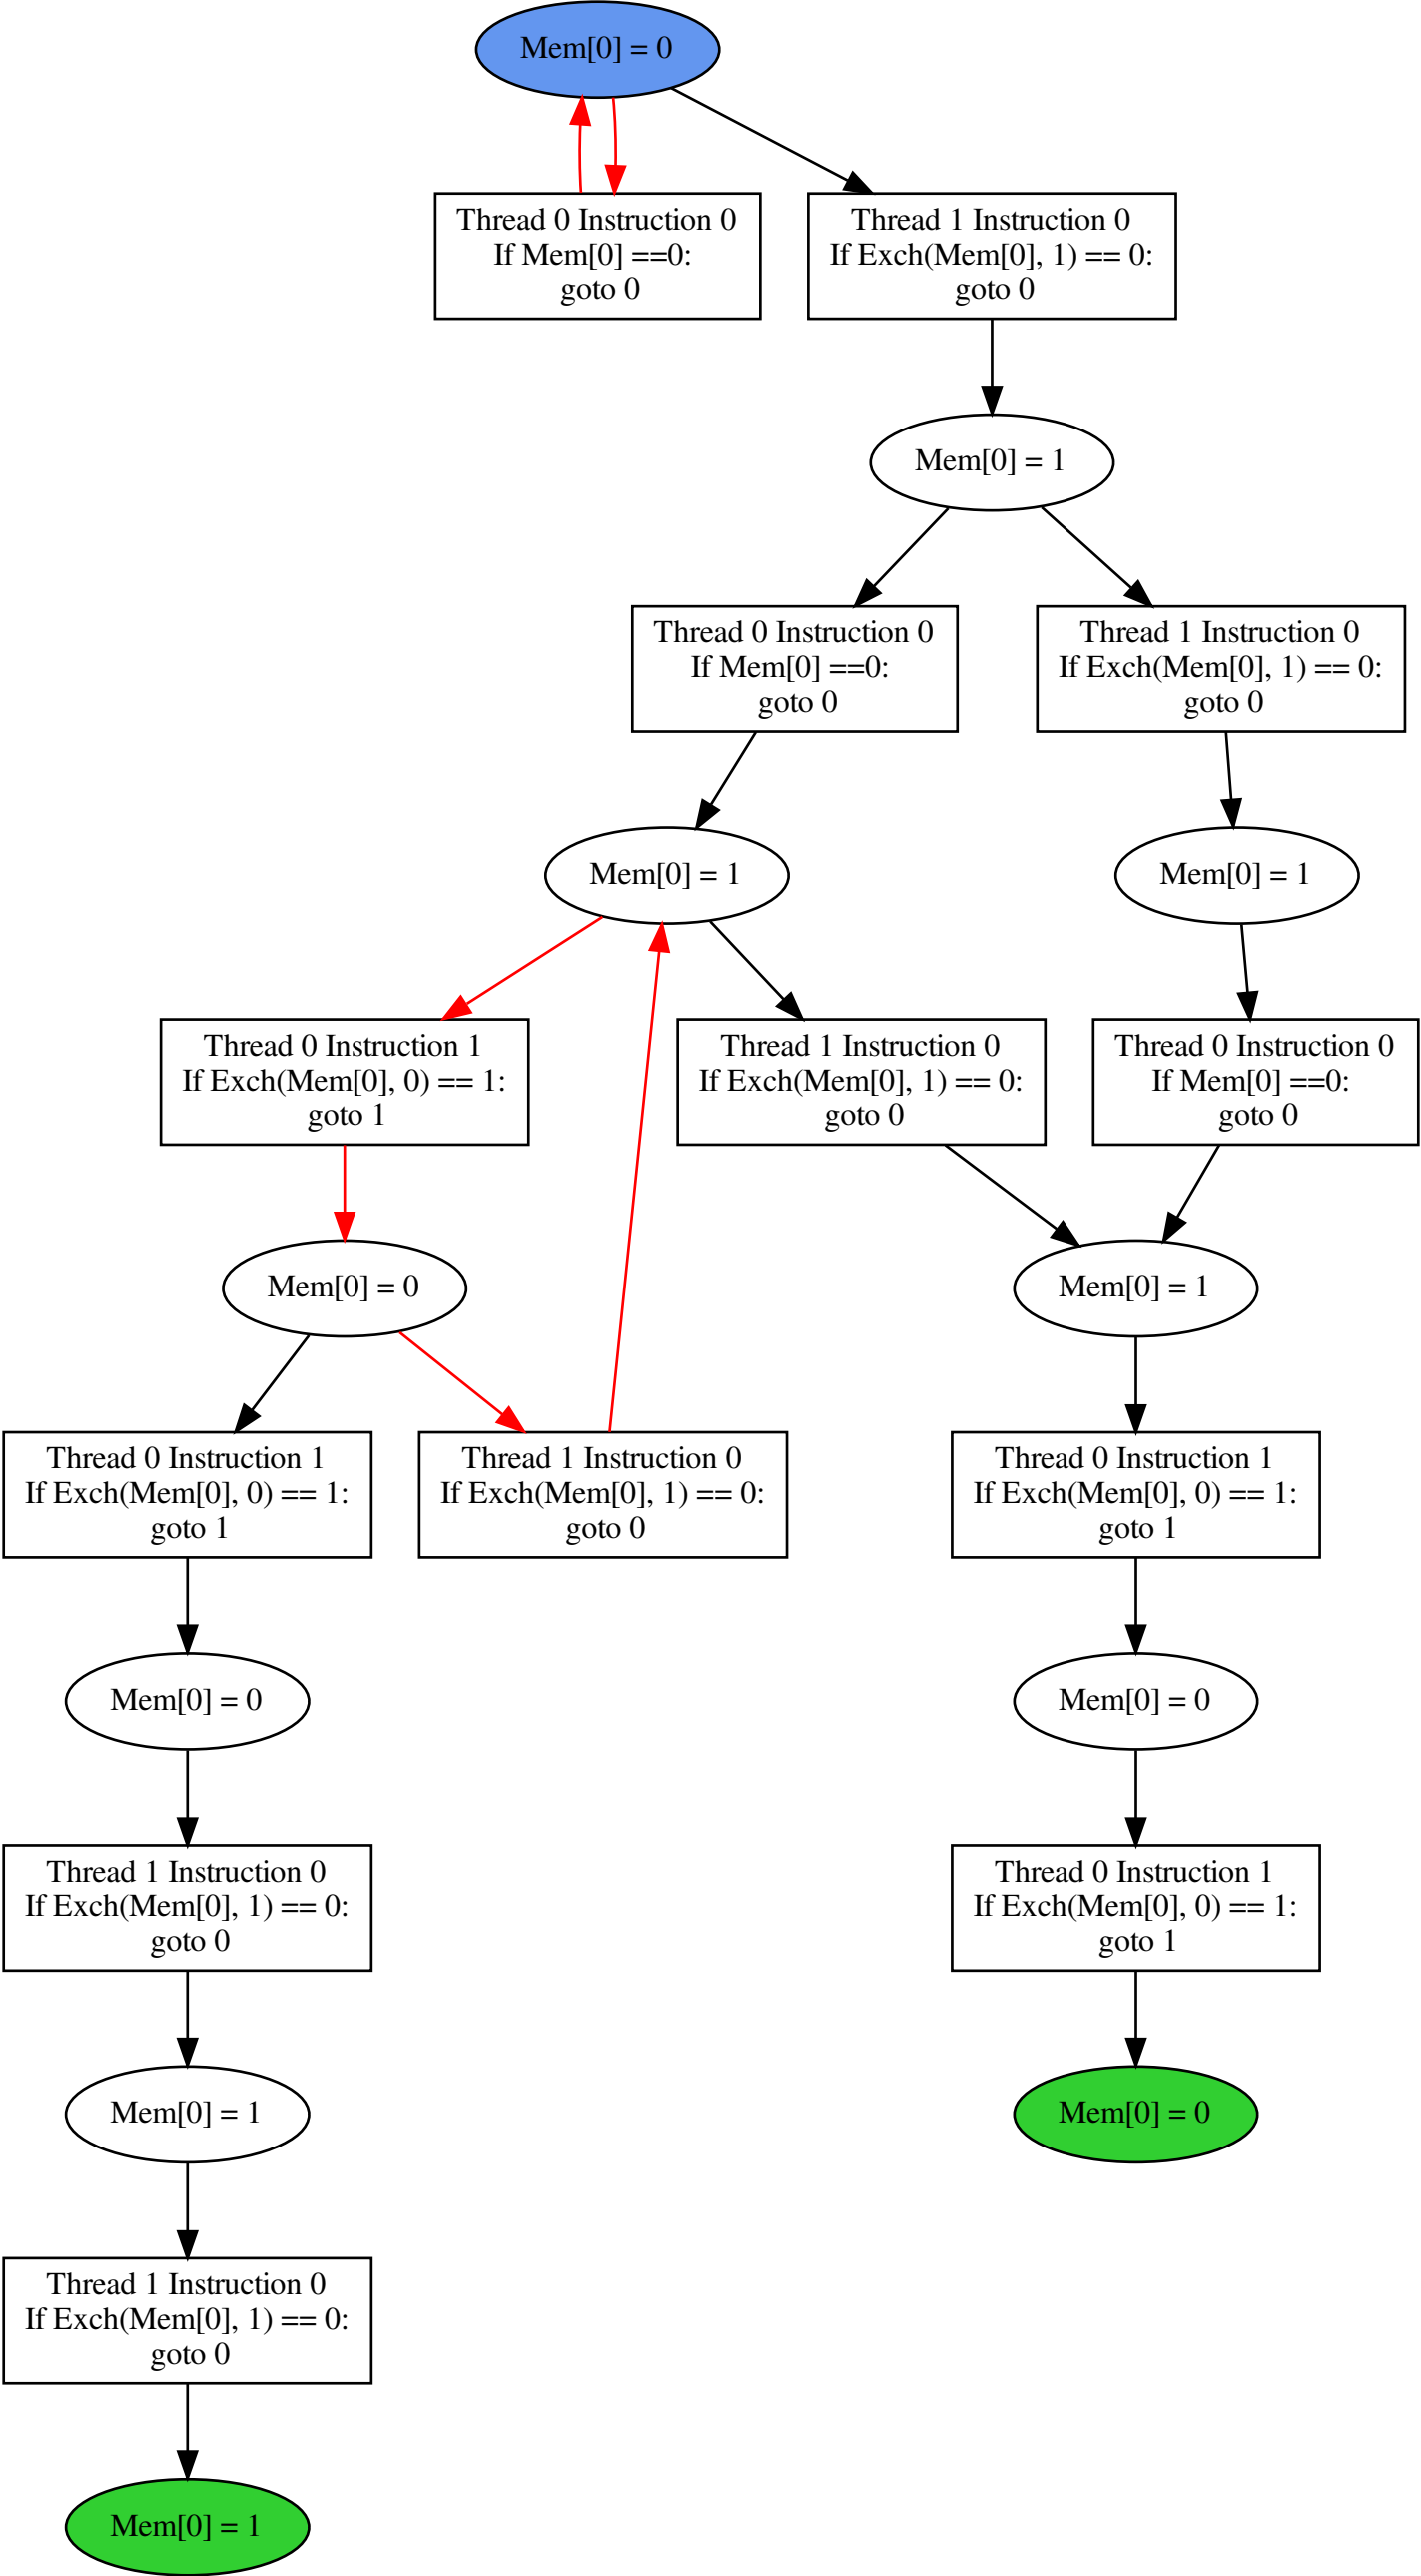 Mem[0] = 0
Thread 0 Instruction 0
If Mem[0] ==0:
goto 0
Thread 1 Instruction 0
If Exch(Mem[0], 1) == 0:
goto 0
Mem[0] = 1
Thread 0 Instruction 0
If Mem[0] ==0:
goto 0
Thread 1 Instruction 0
If Exch(Mem[0], 1) == 0:
goto 0
Mem[0] = 1
Mem[0] = 1
Thread 0 Instruction 1
If Exch(Mem[0], 0) == 1:
goto 1
Thread 1 Instruction 0
If Exch(Mem[0], 1) == 0:
goto 0
Thread 0 Instruction 0
If Mem[0] ==0:
goto 0
Mem[0] = 0
Mem[0] = 1
Thread 0 Instruction 1
If Exch(Mem[0], 0) == 1:
goto 1
Thread 1 Instruction 0
If Exch(Mem[0], 1) == 0:
goto 0
Thread 0 Instruction 1
If Exch(Mem[0], 0) == 1:
goto 1
Mem[0] = 0
Mem[0] = 0
Thread 1 Instruction 0
If Exch(Mem[0], 1) == 0:
goto 0
Thread 0 Instruction 1
If Exch(Mem[0], 0) == 1:
goto 1
Mem[0] = 1
Mem[0] = 0
Thread 1 Instruction 0
If Exch(Mem[0], 1) == 0:
goto 0
Mem[0] = 1